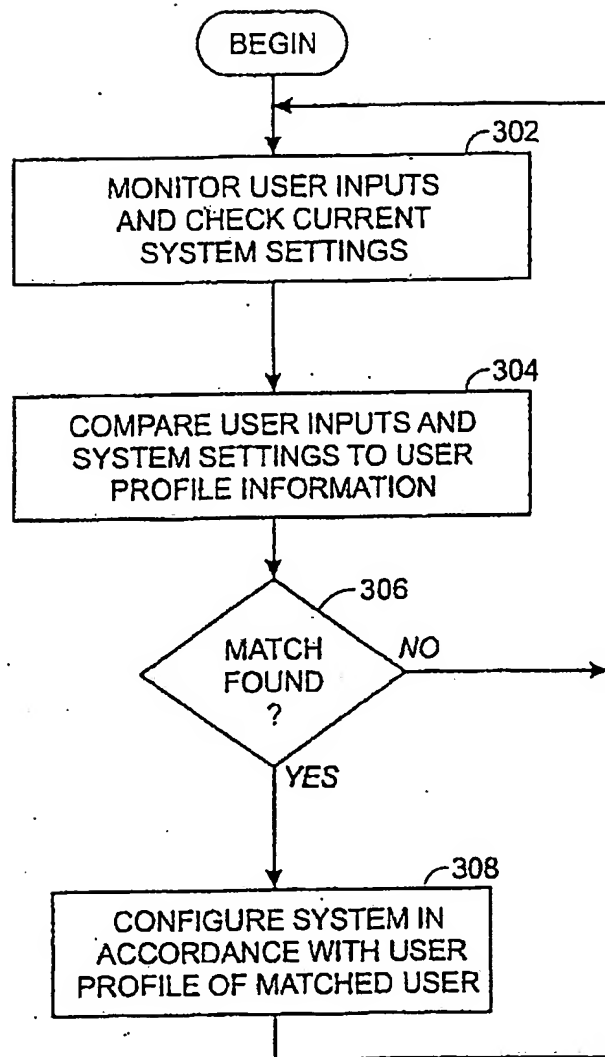 BEGIN
302
MONITOR USER INPUTS
AND CHECK CURRENT
SYSTEM SETTINGS
304
COMPARE USER INPUTS AND
SYSTEM SETTINGS TO USER
PROFILE INFORMATION
306
MATCH
FOUND
?
NO
YES
308
CONFIGURE SYSTEM IN
ACCORDANCE WITH USER
PROFILE OF MATCHED USER